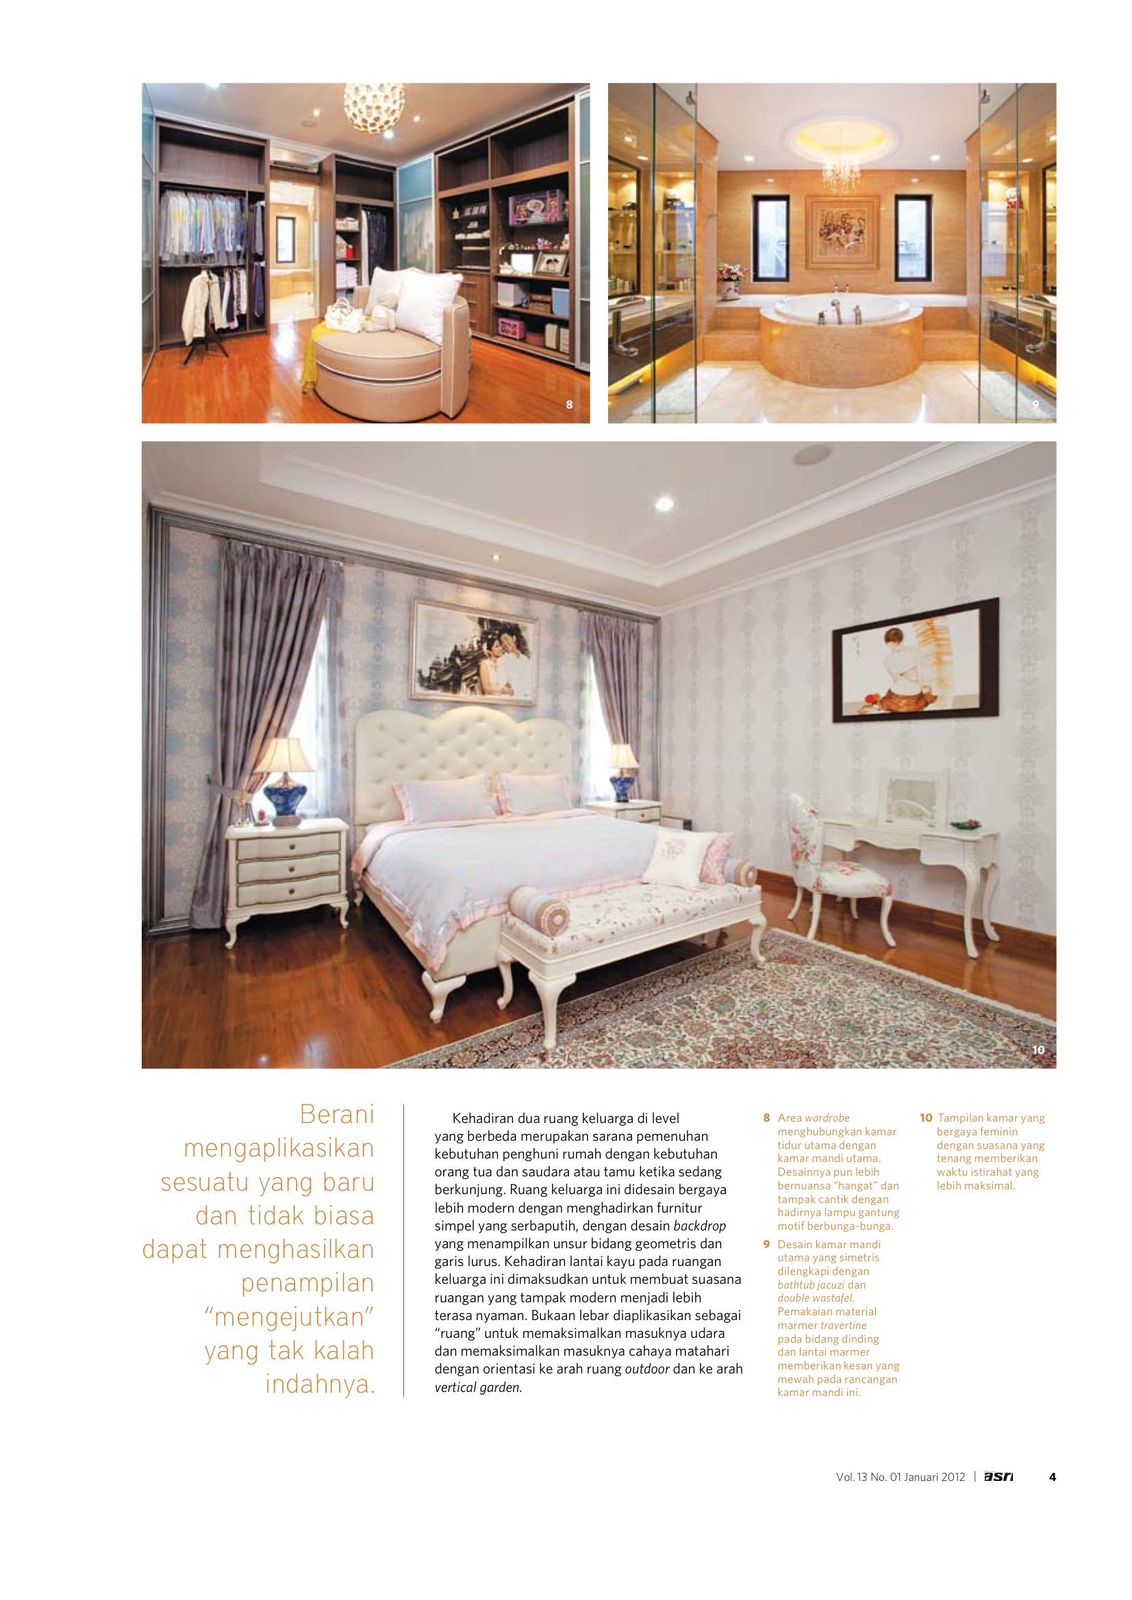 8
9
10
Berani
mengaplikasikan
sesuatu yang baru
dan tidak biasa
dapat menghasilkan
penampilan
“mengejutkan”
yang tak kalah
indahnya.
Kehadiran dua ruang keluarga di level
yang berbeda merupakan sarana pemenuhan
kebutuhan penghuni rumah dengan kebutuhan
orang tua dan saudara atau tamu ketika sedang
berkunjung. Ruang keluarga ini didesain bergaya
lebih modern dengan menghadirkan furnitur
simpel yang serbaputih, dengan desain backdrop
yang menampilkan unsur bidang geometris dan
garis lurus. Kehadiran lantai kayu pada ruangan
keluarga ini dimaksudkan untuk membuat suasana
ruangan yang tampak modern menjadi lebih
terasa nyaman. Bukaan lebar diaplikasikan sebagai
“ruang” untuk memaksimalkan masuknya udara
dan memaksimalkan masuknya cahaya matahari
dengan orientasi ke arah ruang outdoor dan ke arah
vertical garden.
8 Area wardrobe
menghubungkan kamar
tidur utama dengan
kamar mandi utama.
Desainnya pun lebih
bernuansa “hangat” dan
tampak cantik dengan
hadirnya lampu gantung
motif berbunga-bunga.
9 Desain kamar mandi
utama yang simetris
dilengkapi dengan
bathtub jacuzi dan
double wastafel.
Pemakaian material
marmer travertine
pada bidang dinding
dan lantai marmer
memberikan kesan yang
mewah pada rancangan
kamar mandi ini.
10 Tampilan kamar yang
bergaya feminin
dengan suasana yang
tenang memberikan
waktu istirahat yang
lebih maksimal.
Vol. 13 No. 01 Januari 2012 | asri 4